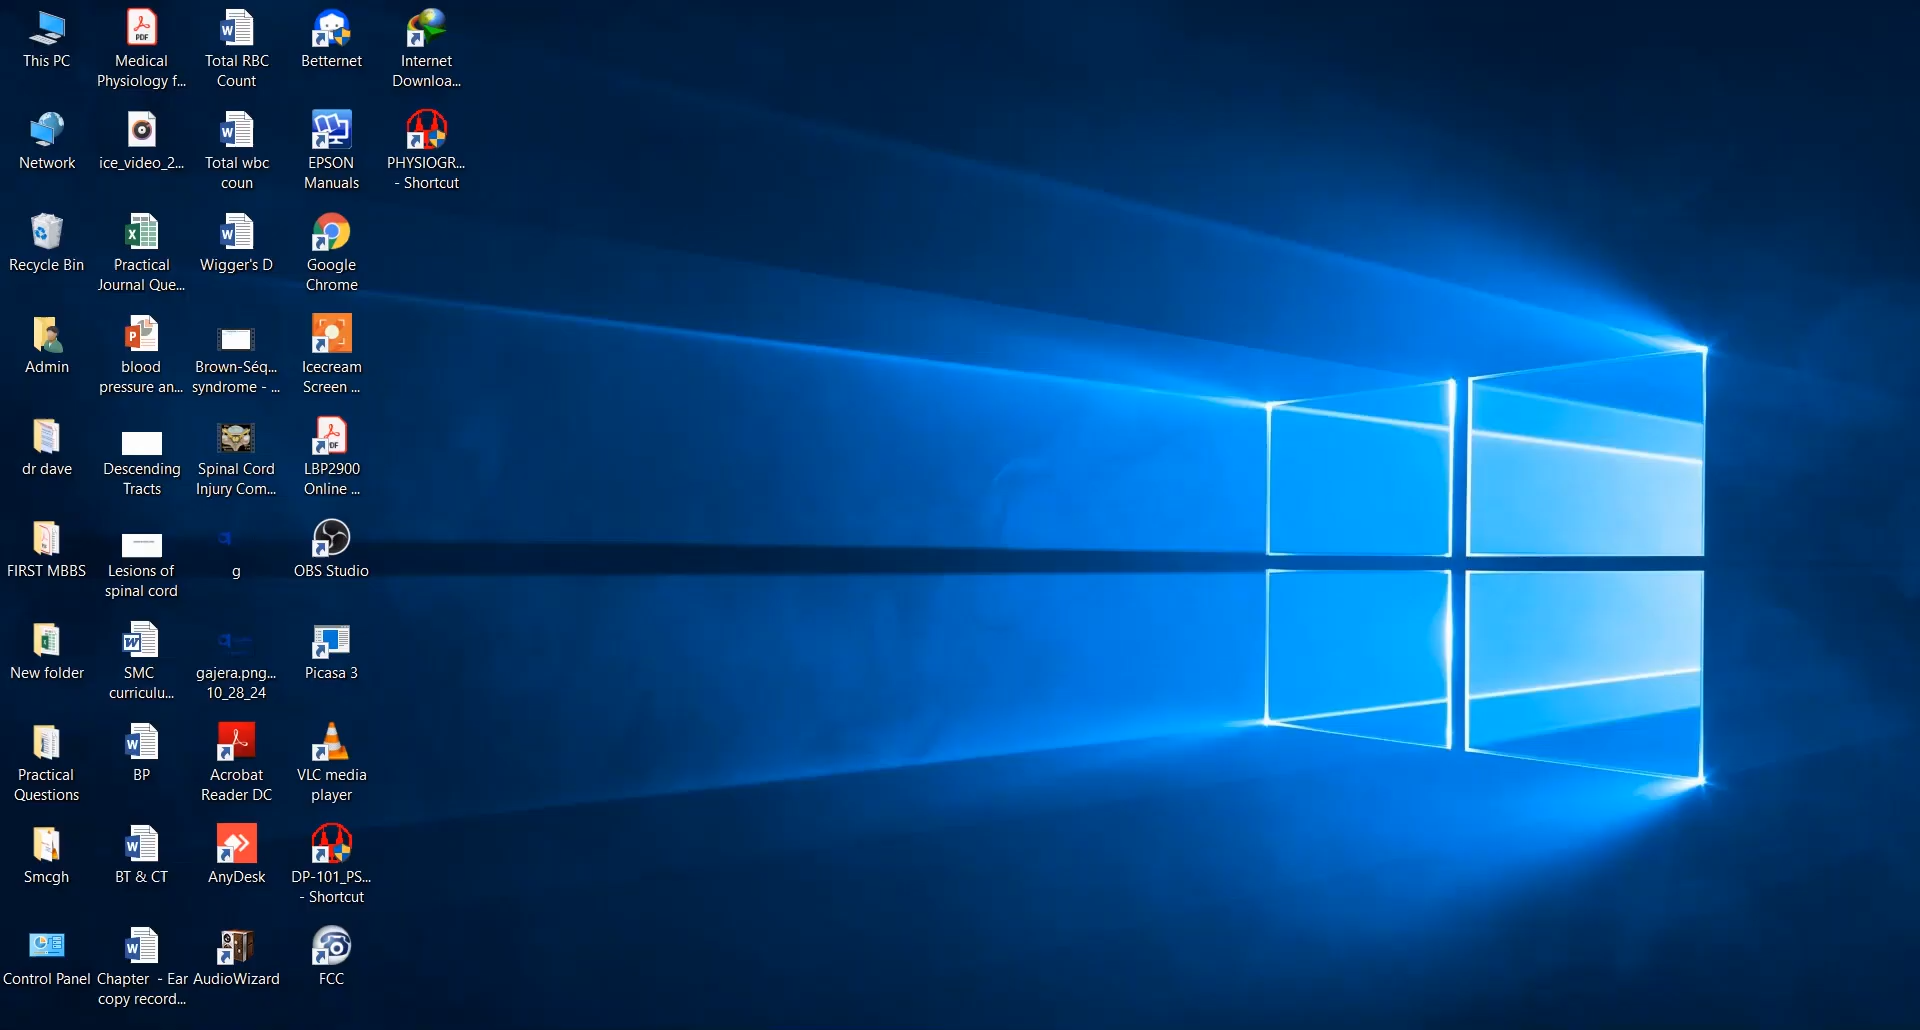 This PC
Medical
Physiology f...
Total RBC
Count
Betternet
Internet
Downloa...
Network
ice_video_2...
Total wbc
coun
EPSON
Manuals
PHYSIOGR...
- Shortcut
Recycle Bin
Practical
Journal Que...
Wigger's D
Google
Chrome
Admin
blood
pressure an...
Brown-Séq...
syndrome - ...
Icecream
Screen ...
dr dave
Descending
Tracts
Spinal Cord
Injury Com...
LBP2900
Online ...
FIRST MBBS
Lesions of
spinal cord
g
OBS Studio
New folder
SMC
curriculu...
gajera.png...
10_28_24
Picasa 3
Practical
Questions
BP
Acrobat
Reader DC
VLC media
player
Smcgh
BT & CT
AnyDesk
DP-101_PS...
- Shortcut
Control Panel
Chapter - Ear
copy record...
AudioWizard
FCC